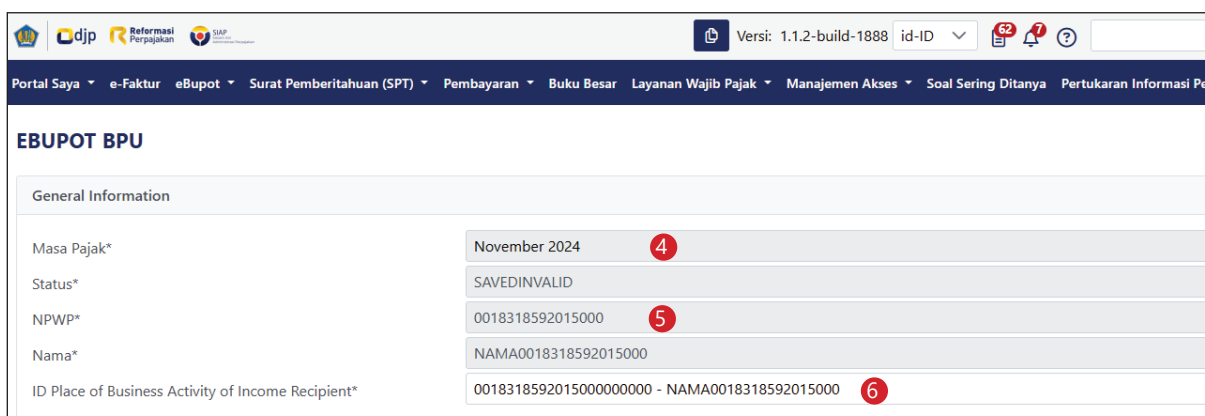 djp Reformasi Perpajakan SIAP Versi: 1.1.2-build-1888 id-ID 62 7 ?
Portal Saya e-Faktur eBupot Surat Pemberitahuan (SPT) Pembayaran Buku Besar Layanan Wajib Pajak Manajemen Akses Soal Sering Ditanya Pertukaran Informasi Pe
EBUPOT BPU
General Information
Masa Pajak* November 2024 4
Status* SAVEDINVALID
NPWP* 0018318592015000 5
Nama* NAMA0018318592015000
ID Place of Business Activity of Income Recipient* 0018318592015000000000 - NAMA0018318592015000 6